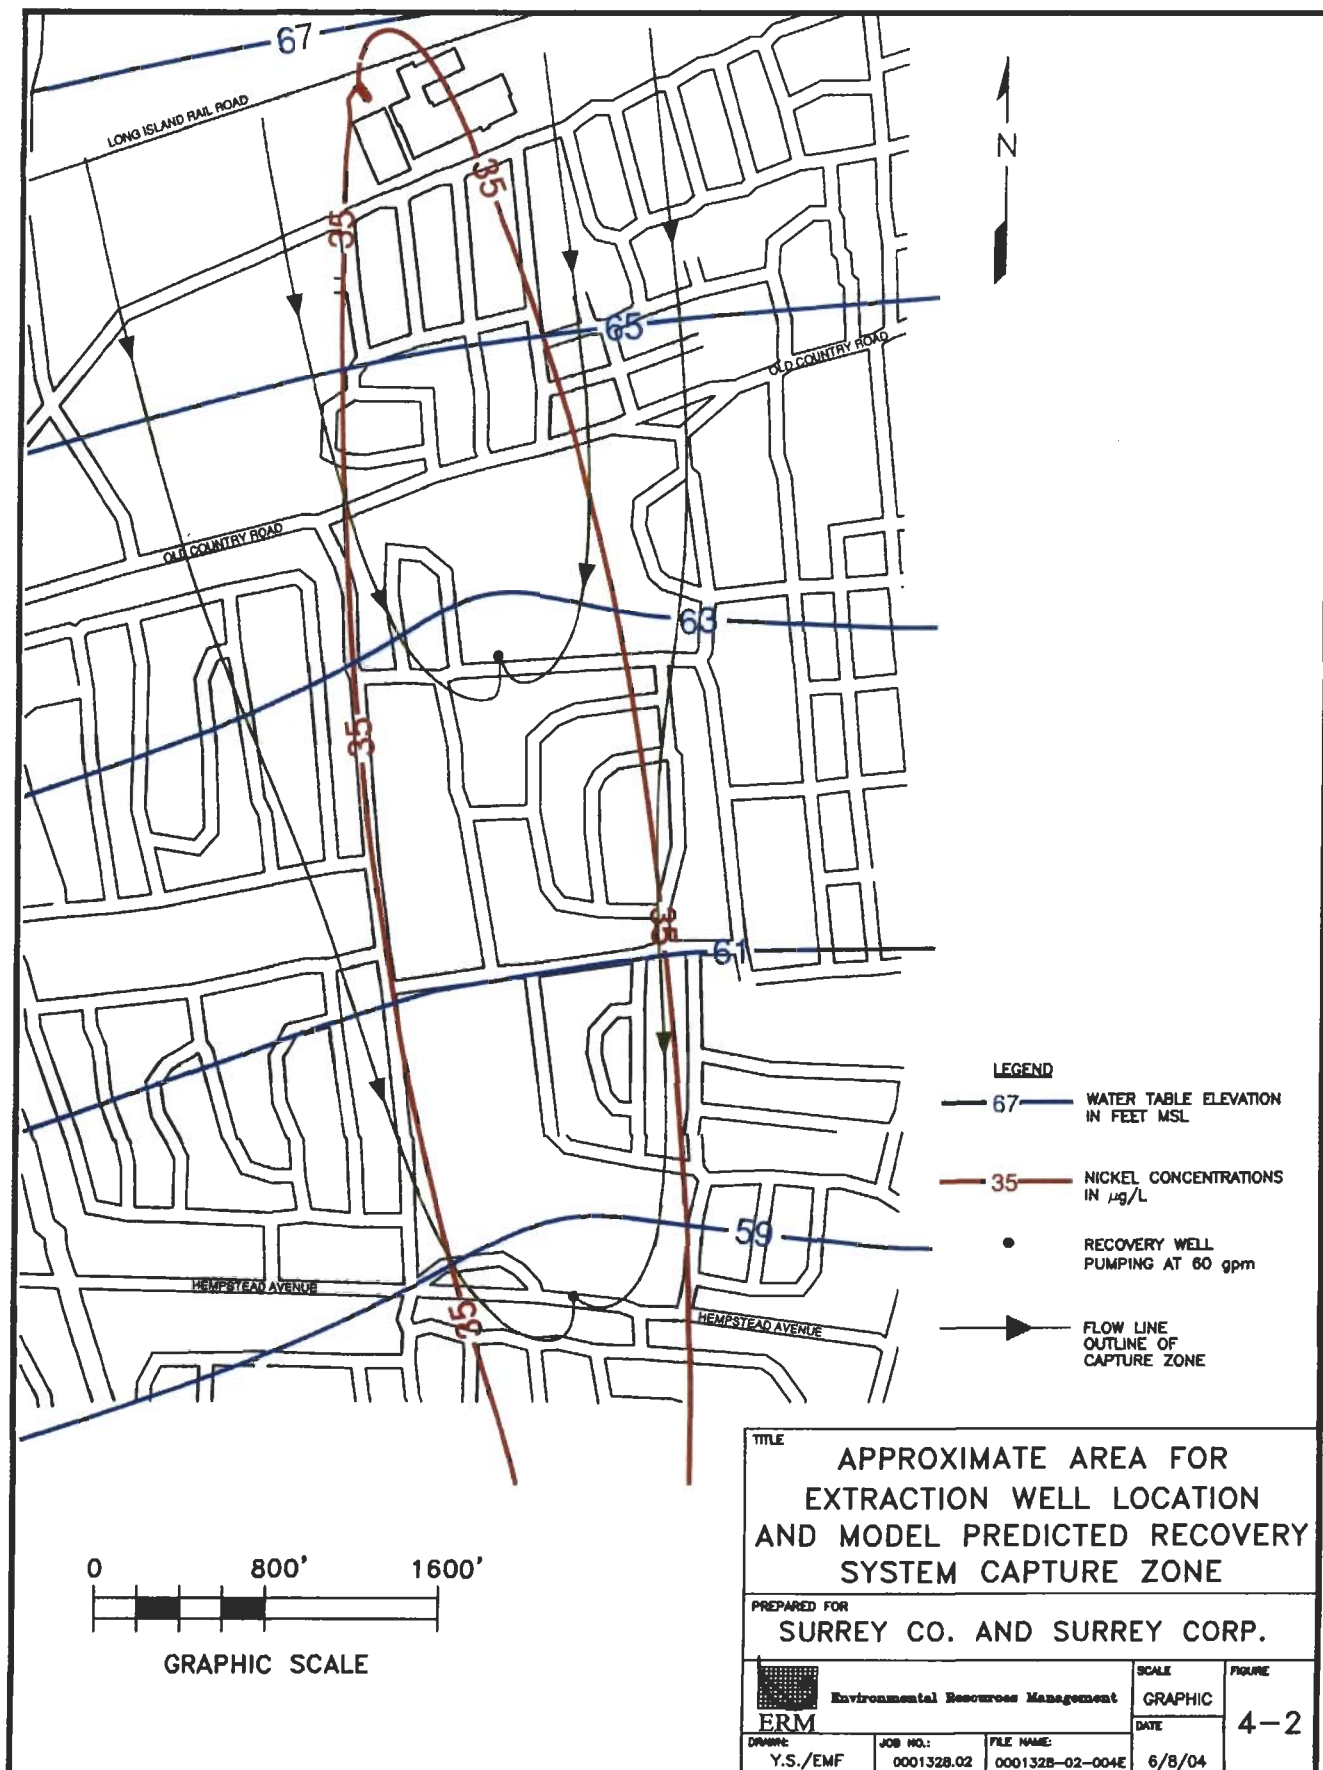 67
LONG ISLAND RAIL ROAD
N
35
35
65
OLD COUNTRY ROAD
OLD COUNTRY ROAD
63
35
35
61
LEGEND
67 WATER TABLE ELEVATION
IN FEET MSL
35 NICKEL CONCENTRATIONS
IN µg/L
RECOVERY WELL
PUMPING AT 60 gpm
59
HEMPSTEAD AVENUE
35
HEMPSTEAD AVENUE
FLOW LINE
OUTLINE OF
CAPTURE ZONE
TITLE
APPROXIMATE AREA FOR
EXTRACTION WELL LOCATION
AND MODEL PREDICTED RECOVERY
SYSTEM CAPTURE ZONE
0 800' 1600'
GRAPHIC SCALE
PREPARED FOR
SURREY CO. AND SURREY CORP.
ERM
Environmental Resources Management
SCALE
GRAPHIC
FIGURE
4-2
DATE
6/8/04
DRAWN:
Y.S./EMF
JOB NO.:
0001328.02
FILE NAME:
0001328-02-004E